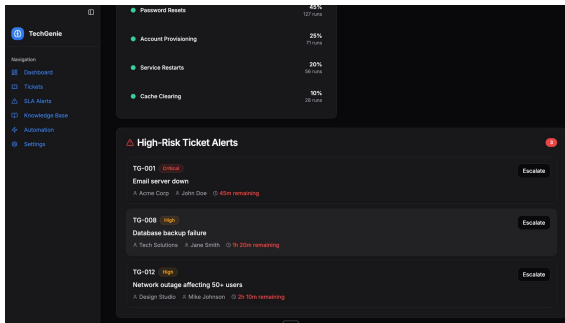 TechGenie
Navigation
Dashboard
Tickets
SLA Alerts
Knowledge Base
Automation
Settings
Password Resets
45%
127 runs
Account Provisioning
25%
71 runs
Service Restarts
20%
56 runs
Cache Clearing
10%
28 runs
High-Risk Ticket Alerts
3
TG-001 Critical
Email server down
Acme Corp John Doe 45m remaining
Escalate
TG-008 High
Database backup failure
Tech Solutions Jane Smith 1h 20m remaining
Escalate
TG-012 High
Network outage affecting 50+ users
Design Studio Mike Johnson 2h 10m remaining
Escalate